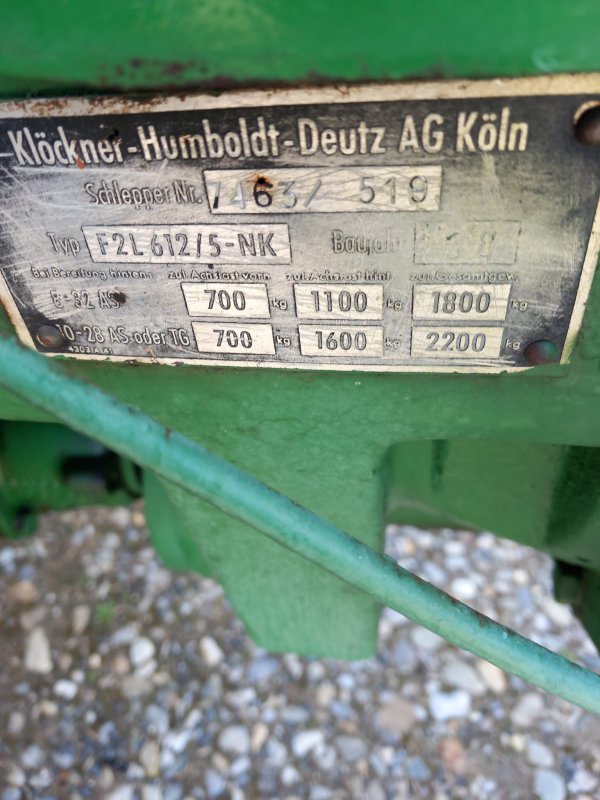 Klöckner-Humboldt-Deutz AG Köln
Schlepper Nr. 7463/ 519
Typ F2L612/5-NK Baujahr
Bei Bereifung hinten: zul. Achslast vorn zul. Achslast hint. zul. Gesamtgew.
8-32 AS 700 kg 1100 kg 1800 kg
10-28 AS oder TG 700 kg 1600 kg 2200 kg